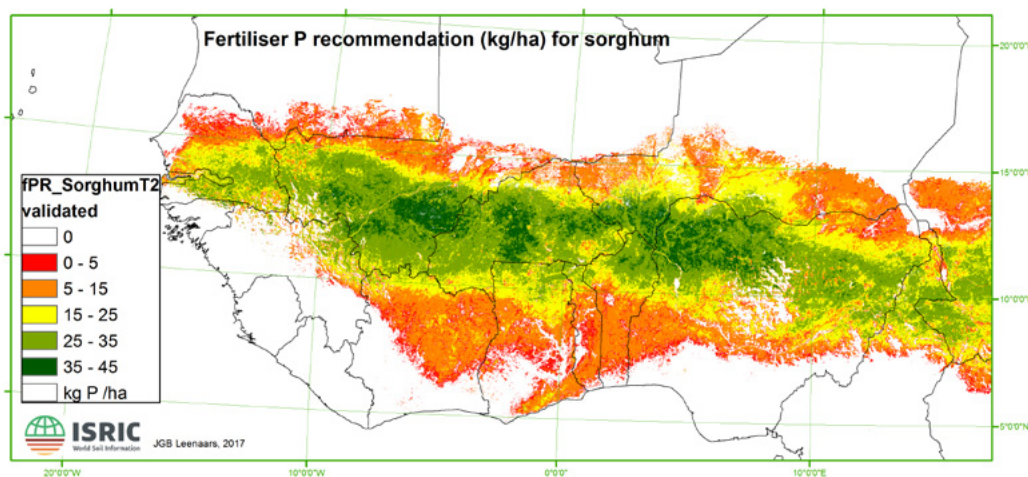 Fertiliser P recommendation (kg/ha) for sorghum
20°0'0"N
15°0'0"N
10°0'0"N
5°0'0"N
fPR_SorghumT2
validated
0
0 - 5
5 - 15
15 - 25
25 - 35
35 - 45
kg P /ha
ISRIC
World Soil Information
JGB Leenaars, 2017
20°0'0"W
10°0'0"W
0°0'0"
10°0'0"E